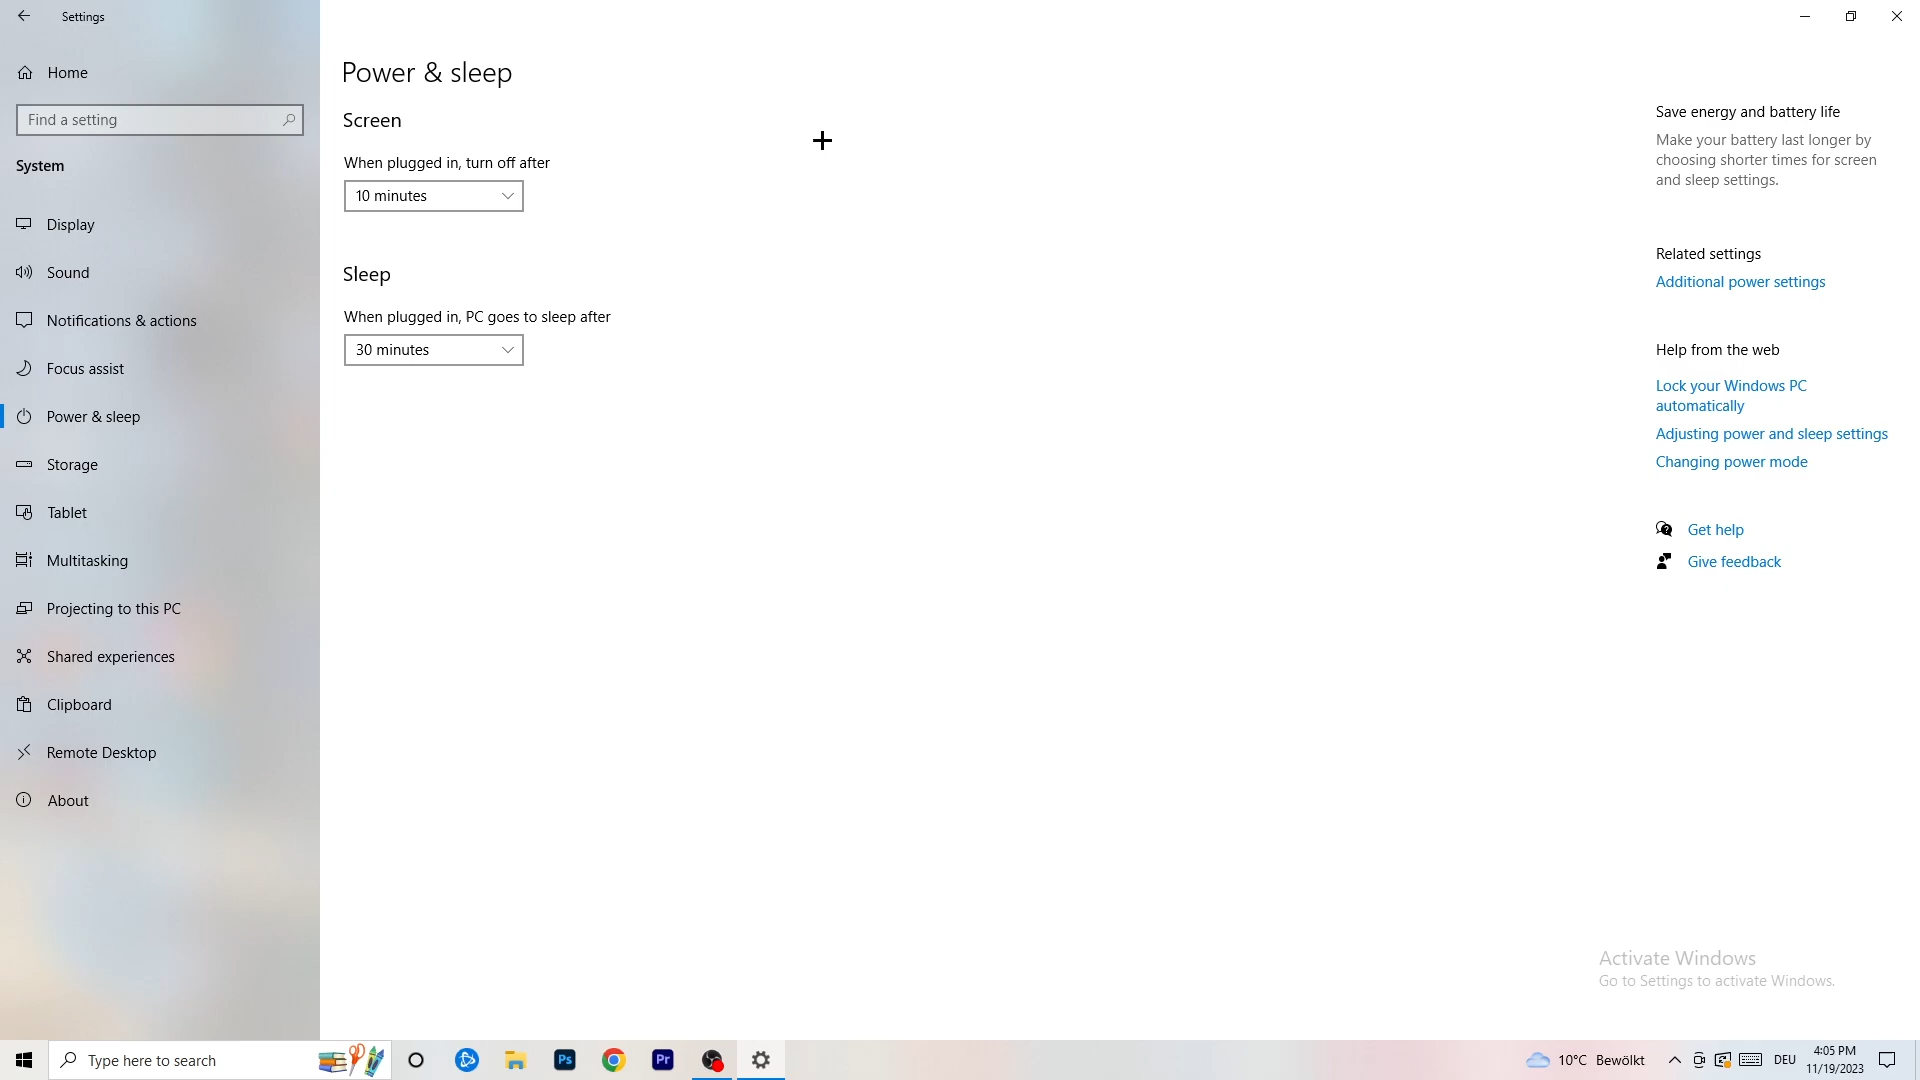 Settings
Home
Find a setting
System
Display
Sound
Notifications & actions
Focus assist
Power & sleep
Storage
Tablet
Multitasking
Projecting to this PC
Shared experiences
Clipboard
Remote Desktop
About
Power & sleep
Screen
When plugged in, turn off after
10 minutes
Sleep
When plugged in, PC goes to sleep after
30 minutes
Save energy and battery life
Make your battery last longer by
choosing shorter times for screen
and sleep settings.
Related settings
Additional power settings
Help from the web
Lock your Windows PC
automatically
Adjusting power and sleep settings
Changing power mode
Get help
Give feedback
Activate Windows
Go to Settings to activate Windows.
Type here to search
Ps
Pr
10°C Bewölkt
DEU
4:05 PM
11/19/2023